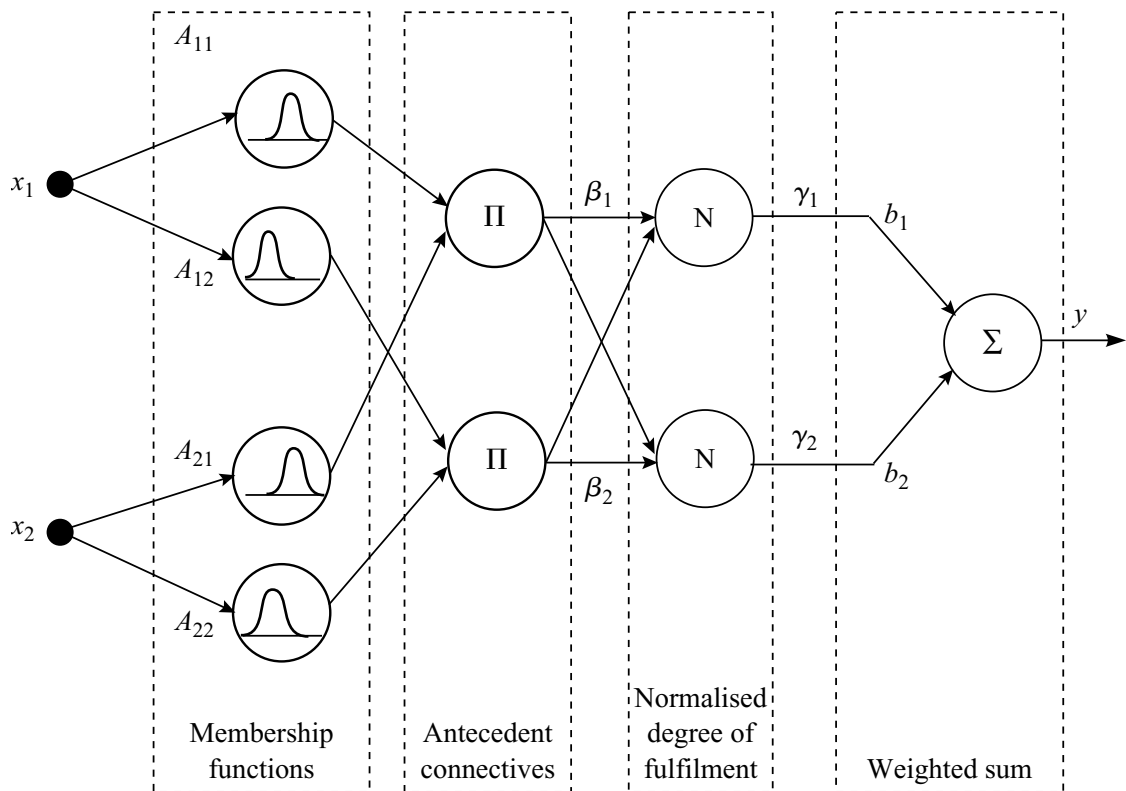 A11
x1
A12
Π
β1
N
γ1
b1
Σ
y
A21
x2
A22
Π
β2
N
γ2
b2
Membership
functions
Antecedent
connectives
Normalised
degree of
fulfilment
Weighted sum